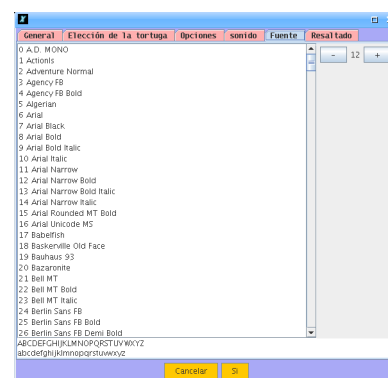 General Elección de la tortuga Opciones sonido Fuente Resaltado
- 12 +
0 A.D. MONO
1 ActionIs
2 Adventure Normal
3 Agency FB
4 Agency FB Bold
5 Algerian
6 Arial
7 Arial Black
8 Arial Bold
9 Arial Bold Italic
10 Arial Italic
11 Arial Narrow
12 Arial Narrow Bold
13 Arial Narrow Bold Italic
14 Arial Narrow Italic
15 Arial Rounded MT Bold
16 Arial Unicode MS
17 Babelfish
18 Baskerville Old Face
19 Bauhaus 93
20 Bazaronite
21 Bell MT
22 Bell MT Bold
23 Bell MT Italic
24 Berlin Sans FB
25 Berlin Sans FB Bold
26 Berlin Sans FB Demi Bold
ABCDEFGHIJKLMNOPQRSTUVWXYZ
abcdefghijklmnopqrstuvwxyz
Cancelar Si